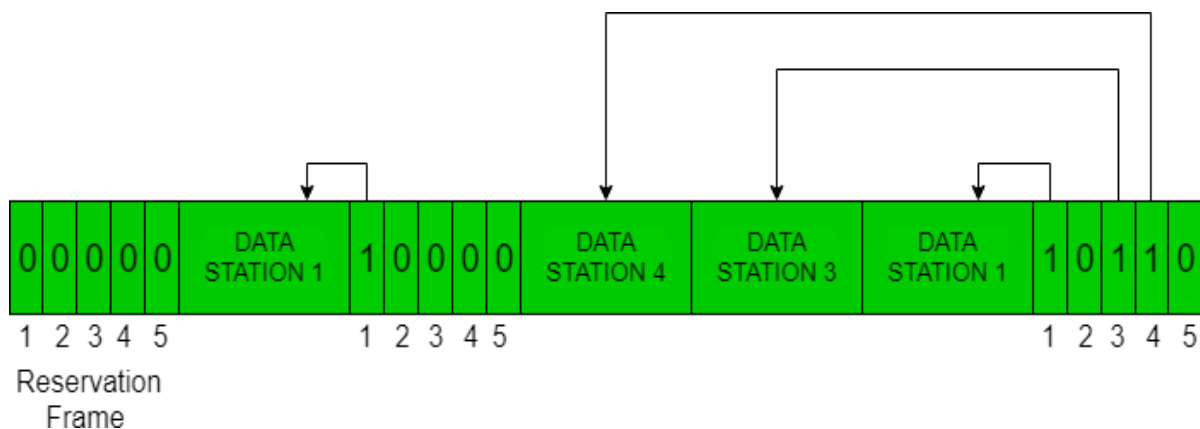 0 0 0 0 0 DATA STATION 1 1 0 0 0 0 DATA STATION 4 DATA STATION 3 DATA STATION 1 1 0 1 1 0
1 2 3 4 5 1 2 3 4 5 1 2 3 4 5
Reservation
Frame